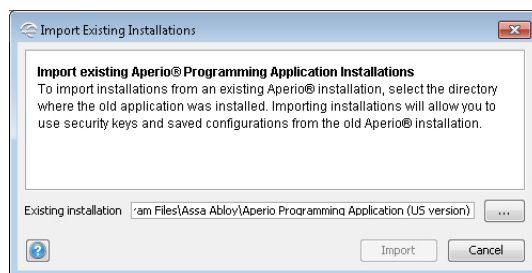 Import Existing Installations
Import existing Aperio® Programming Application Installations
To import installations from an existing Aperio® installation, select the directory
where the old application was installed. Importing installations will allow you to
use security keys and saved configurations from the old Aperio® installation.
Existing installation ram Files\Assa Abloy\Aperio Programming Application (US version) ...
? Import Cancel